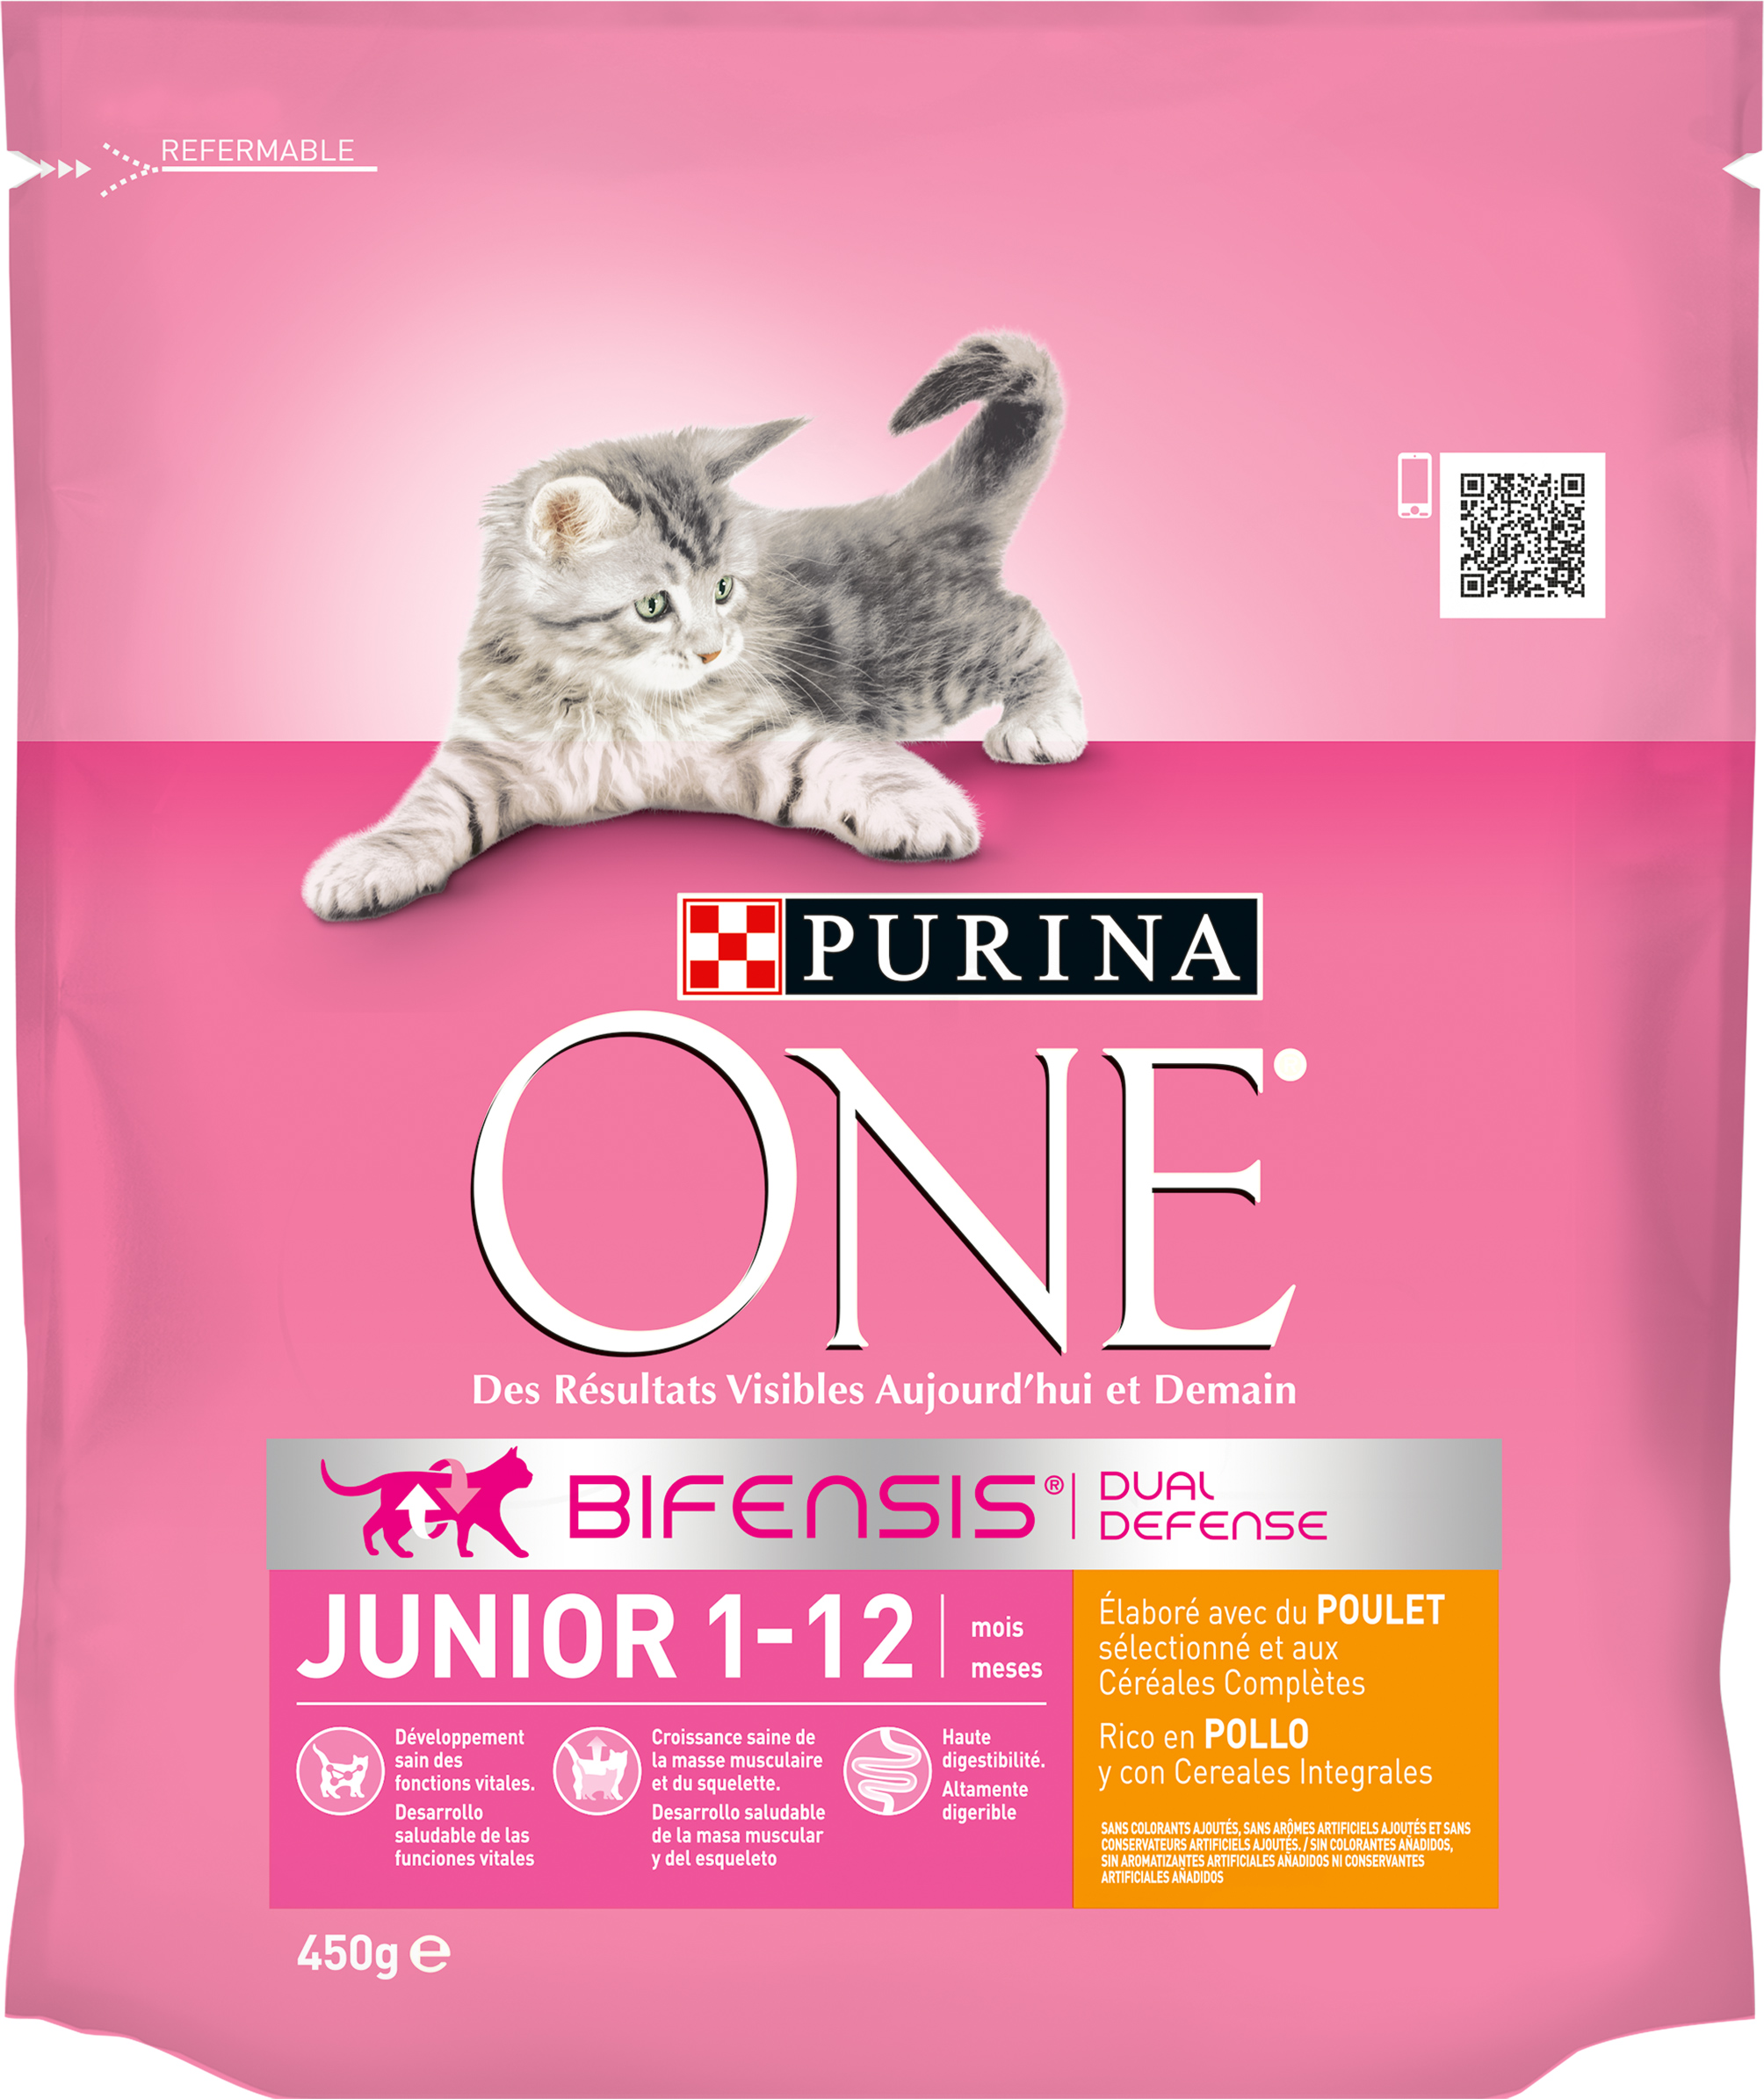 REFERMABLE
PURINA
ONE
Des Résultats Visibles Aujourd'hui et Demain
BIFENSIS® DUAL
DEFENSE
JUNIOR 1-12 mois
meses
Développement
sain des
fonctions vitales.
Desarrollo
saludable de las
funciones vitales
Croissance saine de
la masse musculaire
et du squelette.
Desarrollo saludable
de la masa muscular
y del esqueleto
Haute
digestibilité.
Altamente
digerible
Élaboré avec du POULET
sélectionné et aux
Céréales Complètes
Rico en POLLO
y con Cereales Integrales
SANS COLORANTS AJOUTÉS, SANS ARÔMES ARTIFICIELS AJOUTÉS ET SANS
CONSERVATEURS ARTIFICIELS AJOUTÉS. / SIN COLORANTES AÑADIDOS,
SIN AROMATIZANTES ARTIFICIALES AÑADIDOS NI CONSERVANTES
ARTIFICIALES AÑADIDOS
450g ℮